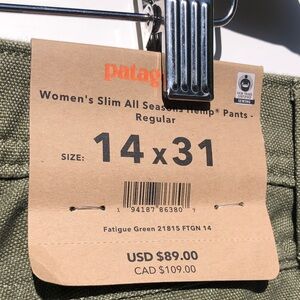 patag
Women's Slim All Seasons Hemp® Pants -
Regular
SIZE: 14 x 31
1 94187 86380 7
Fatigue Green 21815 FTGN 14
USD $89.00
CAD $109.00